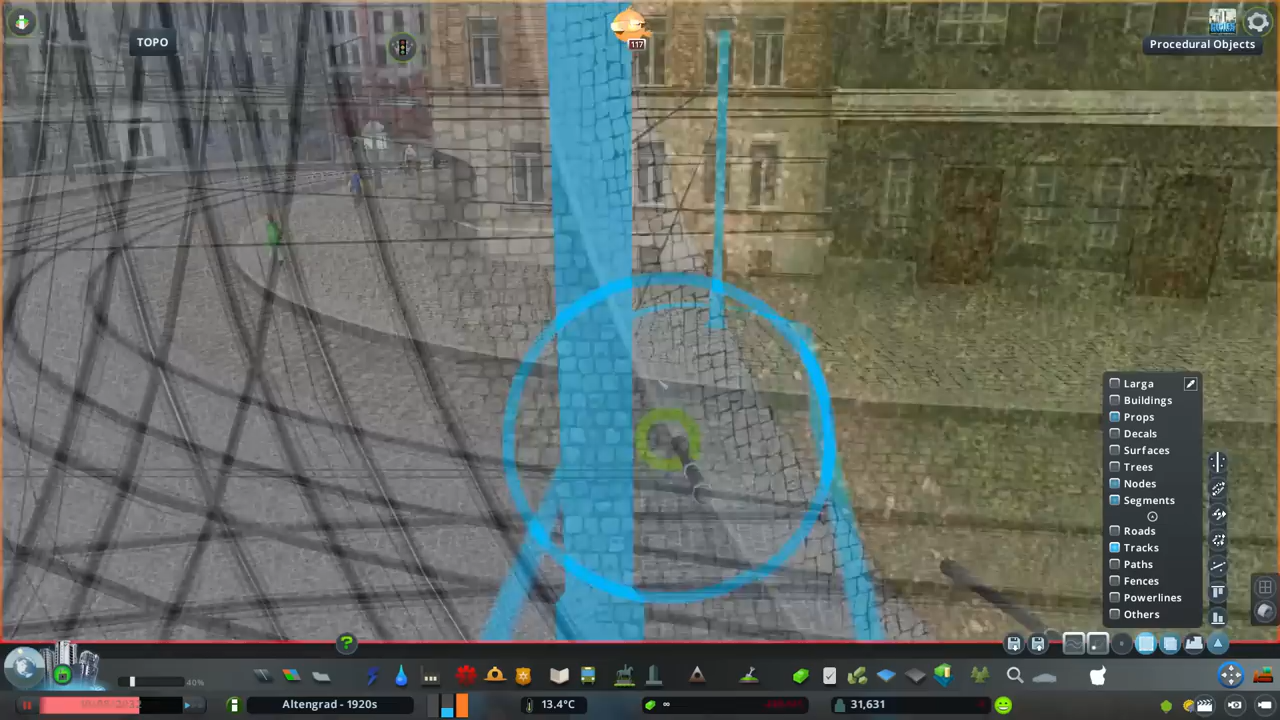 TOPO
117
Procedural Objects
Larga
Buildings
Props
Decals
Surfaces
Trees
Nodes
Segments
Roads
Tracks
Paths
Fences
Powerlines
Others
?
40%
Altengrad - 1920s
13.4°C
∞
31,631